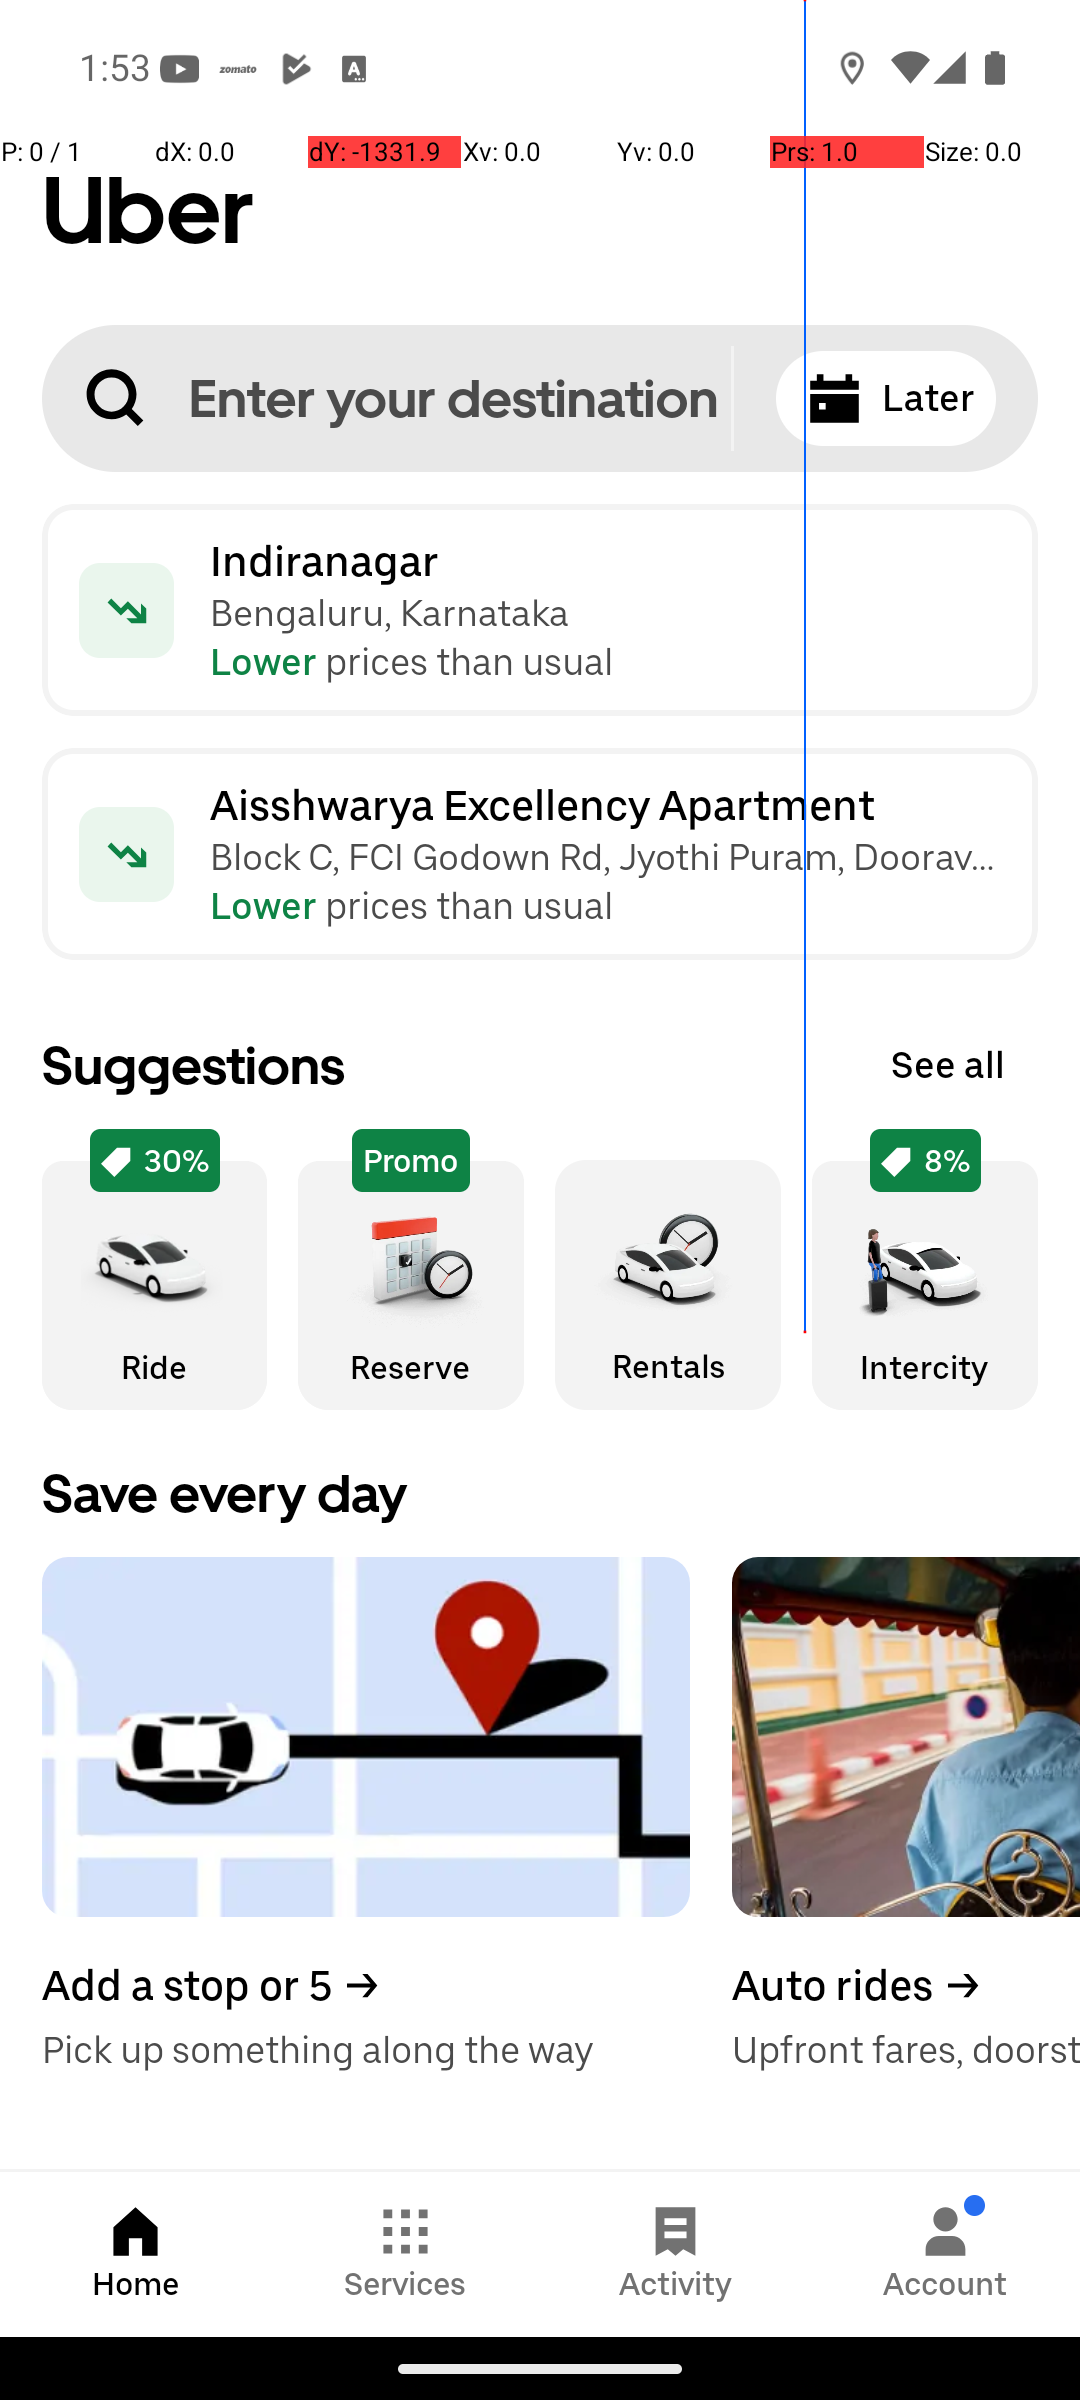 1:53 zomato A
P: 0 / 1 dX: 0.0 dY: -1331.9 Xv: 0.0 Yv: 0.0 Prs: 1.0 Size: 0.0
Uber
Enter your destination Later
Indiranagar
Bengaluru, Karnataka
Lower prices than usual
Aisshwarya Excellency Apartment
Block C, FCI Godown Rd, Jyothi Puram, Doorav...
Lower prices than usual
Suggestions See all
30% Promo 8%
Ride Reserve Rentals Intercity
Save every day
Add a stop or 5 → Auto rides →
Pick up something along the way Upfront fares, doorst
Home Services Activity Account